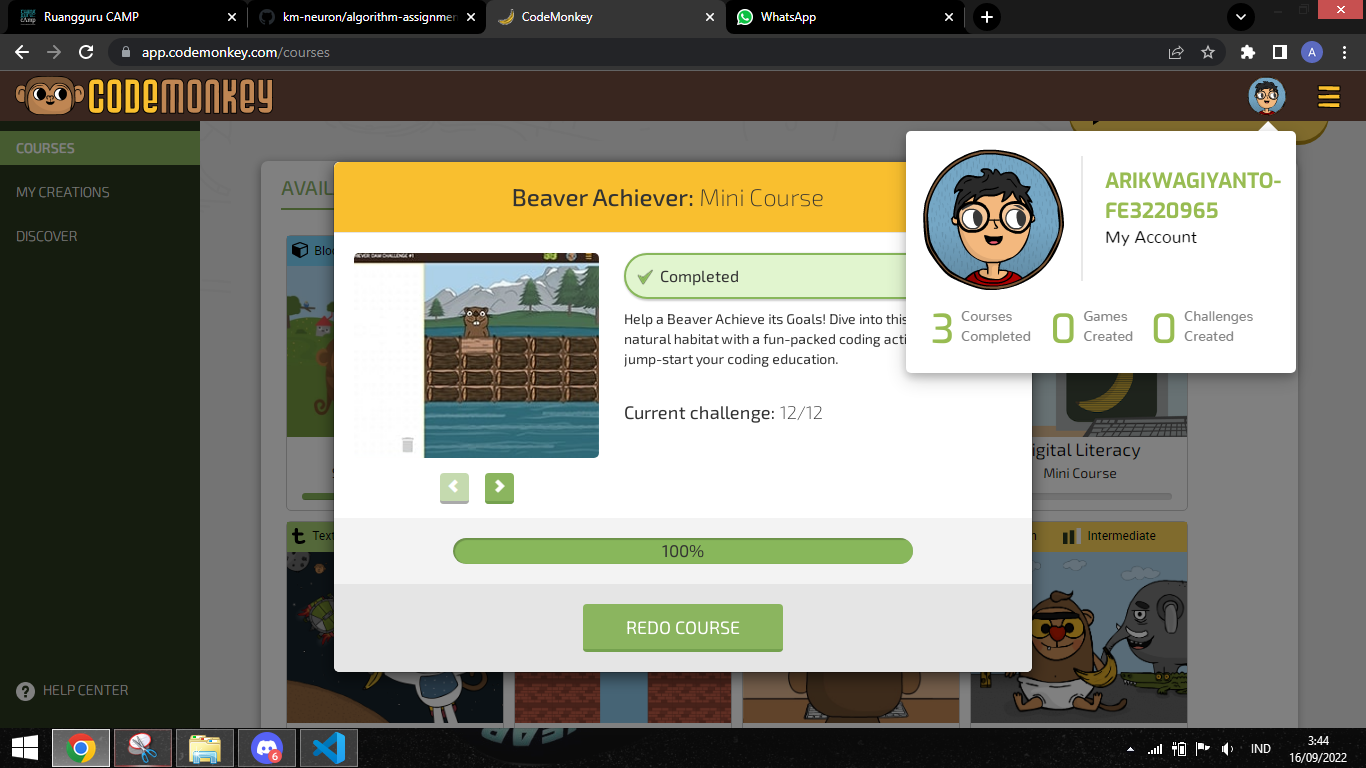 Ruangguru CAMP
km-neuron/algorithm-assignmen
CodeMonkey
WhatsApp
app.codemonkey.com/courses
A
CODEMONKEY
COURSES
MY CREATIONS
DISCOVER
HELP CENTER
AVAIL
Bloc
Beaver Achiever: Mini Course
BEAVER DAM CHALLENGE #1
Completed
Help a Beaver Achieve its Goals! Dive into this
natural habitat with a fun-packed coding acti
jump-start your coding education.
Current challenge: 12/12
100%
REDO COURSE
ARIKWAGIYANTO-
FE3220965
My Account
3 Courses Completed
0 Games Created
0 Challenges Created
igital Literacy
Mini Course
Text
Intermediate
6
IND
3:44
16/09/2022